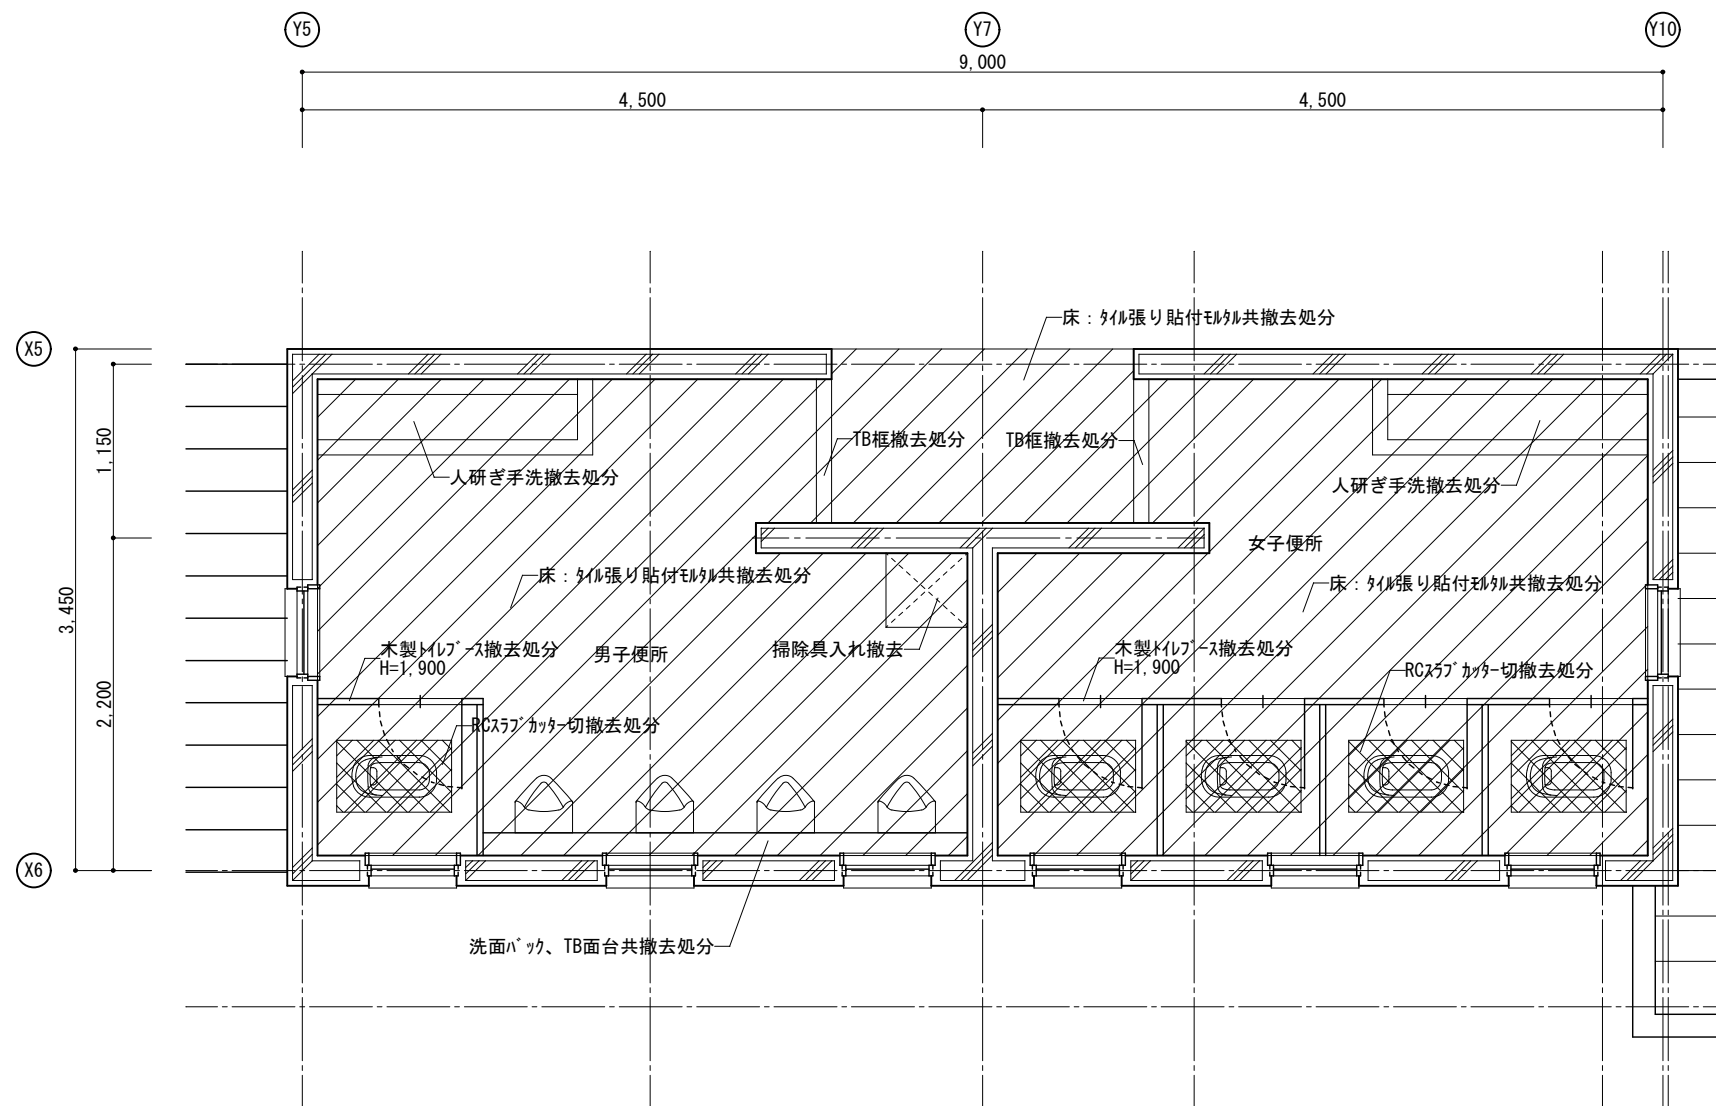 Y5
Y7
Y10
9,000
4,500
4,500
X5
床：ﾀｲﾙ張り貼付ﾓﾙﾀﾙ共撤去処分
1,150
TB框撤去処分
TB框撤去処分
人研ぎ手洗撤去処分
人研ぎ手洗撤去処分
女子便所
床：ﾀｲﾙ張り貼付ﾓﾙﾀﾙ共撤去処分
床：ﾀｲﾙ張り貼付ﾓﾙﾀﾙ共撤去処分
3,450
木製ﾄｲﾚﾌﾞｰｽ撤去処分
H=1,900
男子便所
掃除具入れ撤去
木製ﾄｲﾚﾌﾞｰｽ撤去処分
H=1,900
RCｽﾗﾌﾞｶｯﾀｰ切撤去処分
2,200
RCｽﾗﾌﾞｶｯﾀｰ切撤去処分
X6
洗面ﾊﾞｯｸ、TB面台共撤去処分